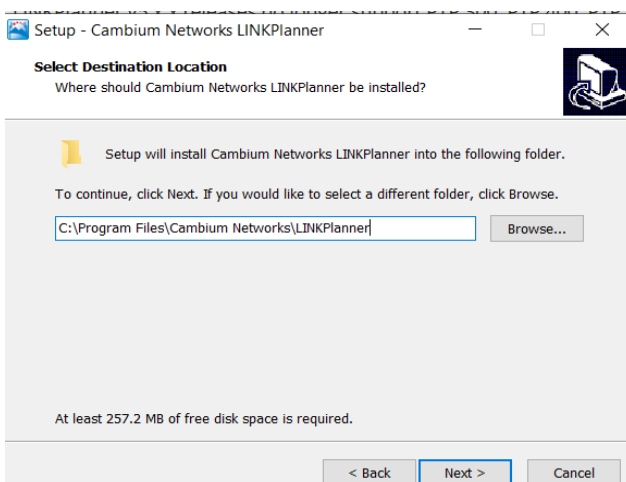 Setup - Cambium Networks LINKPlanner
Select Destination Location
Where should Cambium Networks LINKPlanner be installed?
Setup will install Cambium Networks LINKPlanner into the following folder.
To continue, click Next. If you would like to select a different folder, click Browse.
C:\Program Files\Cambium Networks\LINKPlanner
Browse...
At least 257.2 MB of free disk space is required.
< Back
Next >
Cancel